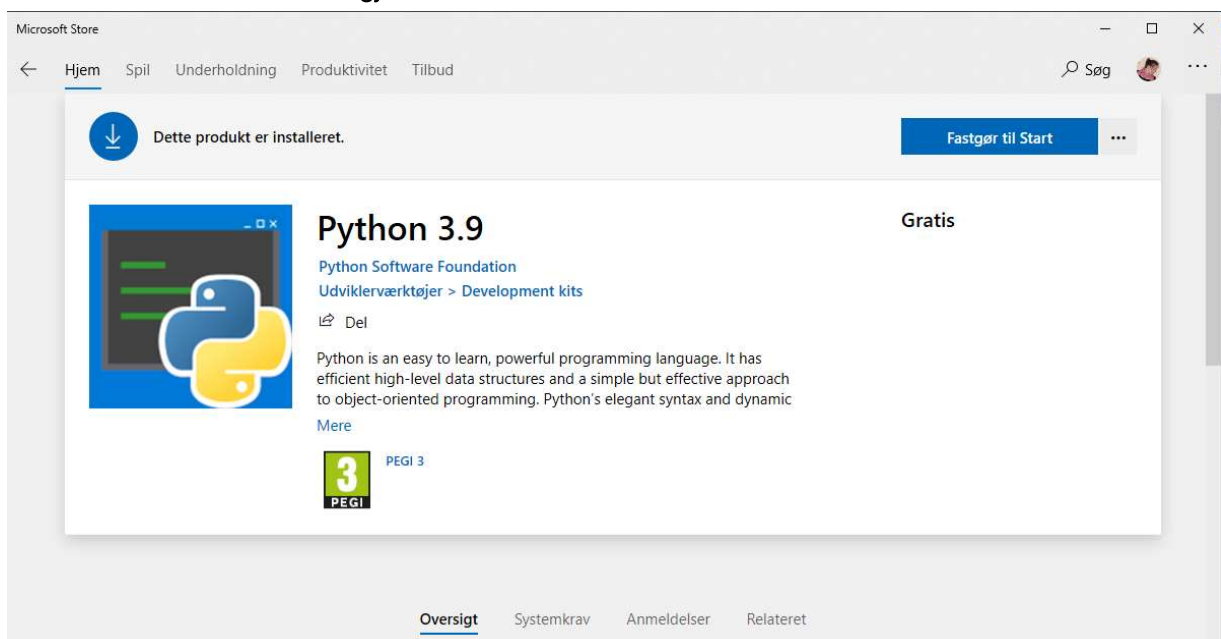 Microsoft Store
Hjem Spil Underholdning Produktivitet Tilbud Søg
Dette produkt er installeret. Fastgør til Start
Python 3.9 Gratis
Python Software Foundation
Udviklerværktøjer > Development kits
Del
Python is an easy to learn, powerful programming language. It has
efficient high-level data structures and a simple but effective approach
to object-oriented programming. Python's elegant syntax and dynamic
Mere
3 PEGI 3
PEGI
Oversigt Systemkrav Anmeldelser Relateret